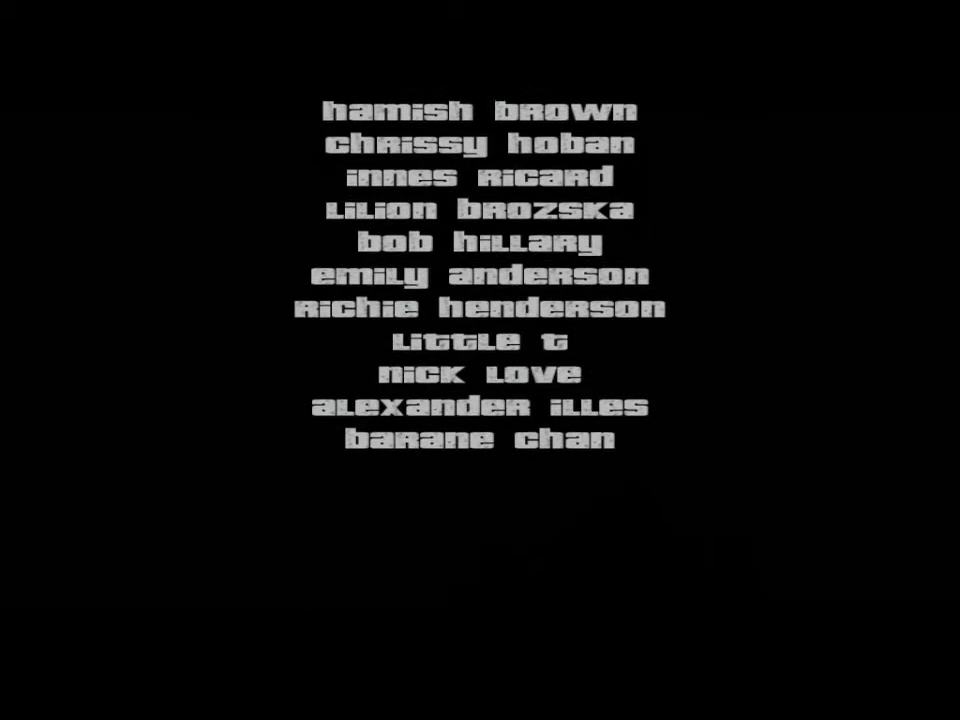 Hamish Brown
Chrissy Hoban
Innes Ricard
Lilion Brozska
Bob Hillary
Emily Anderson
Richie Henderson
Little T
Nick Love
Alexander Illes
Barane Chan